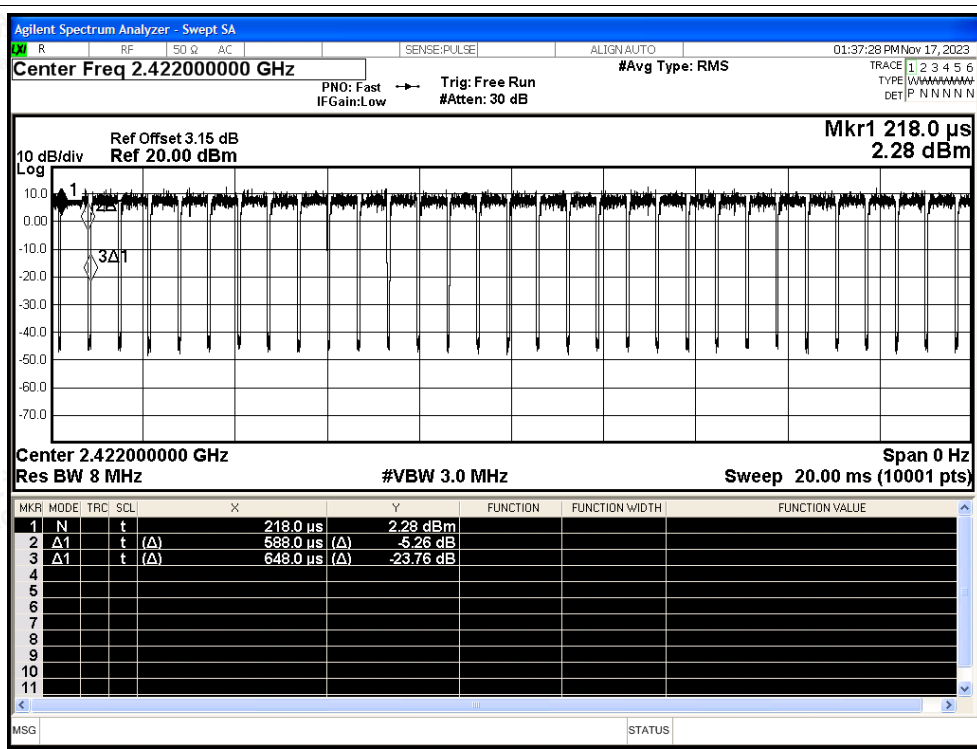 Agilent Spectrum Analyzer - Swept SA
LXI R RF 50 Ω AC SENSE:PULSE ALIGN AUTO 01:37:28 PM Nov 17, 2023
Center Freq 2.422000000 GHz #Avg Type: RMS TRACE 1 2 3 4 5 6
PNO: Fast Trig: Free Run TYPE W
IFGain:Low #Atten: 30 dB DET P N N N N N
Mkr1 218.0 µs
Ref Offset 3.15 dB
10 dB/div Ref 20.00 dBm 2.28 dBm
Log
10.0 1
0.00
-10.0 3Δ1
-20.0
-30.0
-40.0
-50.0
-60.0
-70.0
Center 2.422000000 GHz Span 0 Hz
Res BW 8 MHz #VBW 3.0 MHz Sweep 20.00 ms (10001 pts)
MKR MODE TRC SCL X Y FUNCTION FUNCTION WIDTH FUNCTION VALUE
1 N t 218.0 µs 2.28 dBm
2 Δ1 t (Δ) 588.0 µs (Δ) -5.26 dB
3 Δ1 t (Δ) 648.0 µs (Δ) -23.76 dB
4
5
6
7
8
9
10
11
MSG STATUS